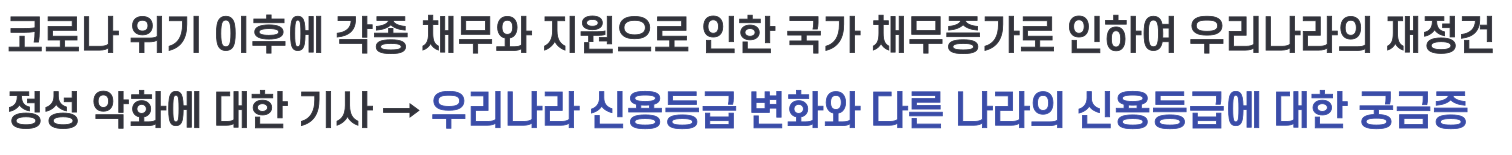 코로나 위기 이후에 각종 채무와 지원으로 인한 국가 채무증가로 인하여 우리나라의 재정건
정성 악화에 대한 기사 → 우리나라 신용등급 변화와 다른 나라의 신용등급에 대한 궁금증